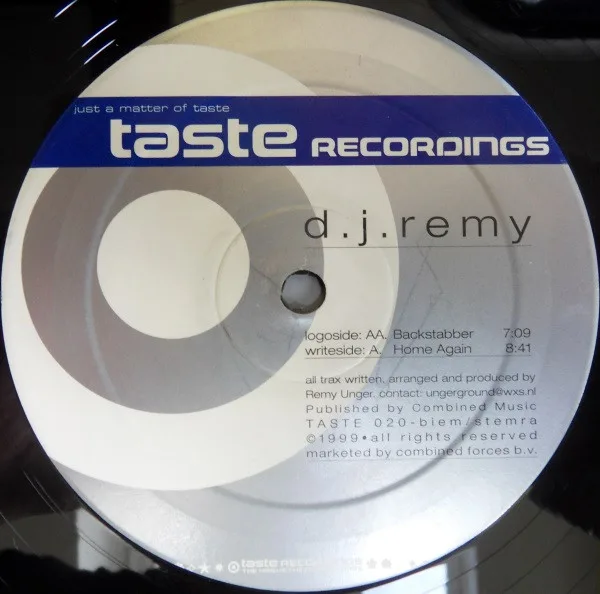 just a matter of taste
taste RECORDINGS
d.j.remy
logoside: AA. Backstabber 7:09
writeside: A. Home Again 8:41
all trax written, arranged and produced by
Remy Unger. contact: ungerground@wxs.nl
Published by Combined Music
TASTE 020-biem/stemra
©1999•all rights reserved
marketed by combined forces b.v.
taste